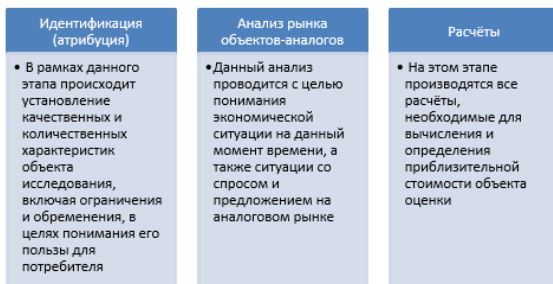 Идентификация
(атрибуция)
• В рамках данного
этапа происходит
установление
качественных и
количественных
характеристик
объекта
исследования,
включая ограничения
и обременения, в
целях понимания его
пользы для
потребителя
Анализ рынка
объектов-аналогов
•Данный анализ
проводится с целью
понимания
экономической
ситуации на данный
момент времени, а
также ситуации со
спросом и
предложением на
аналоговом рынке
Расчёты
• На этом этапе
производятся все
расчёты,
необходимые для
вычисления и
определения
приблизительной
стоимости объекта
оценки